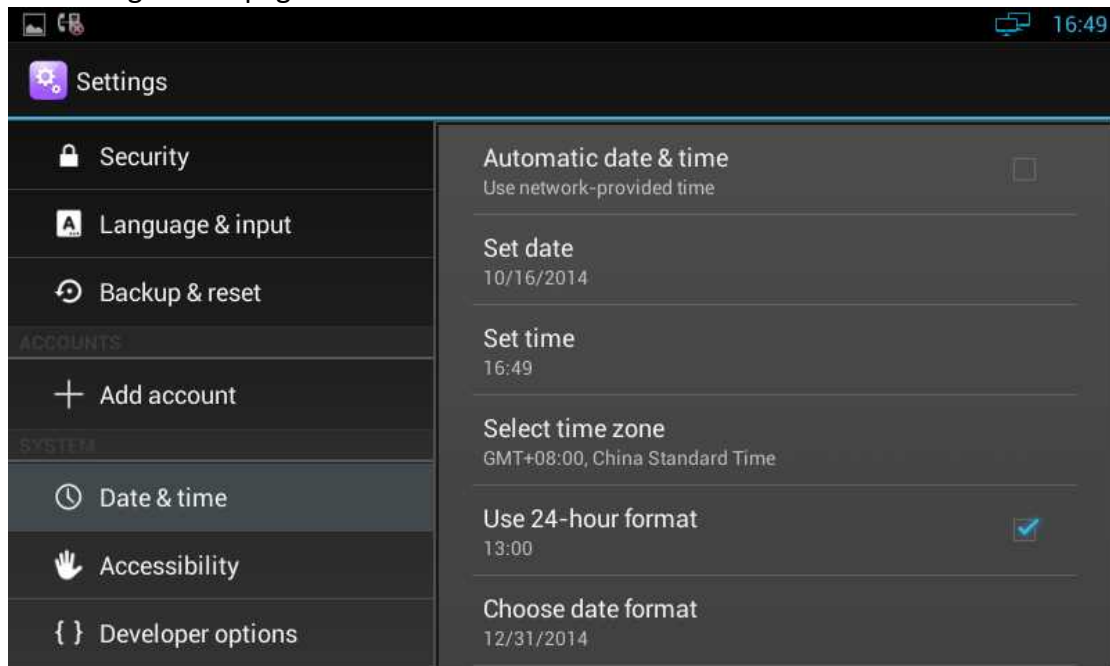 16:49
Settings
Security
Language & input
Backup & reset
ACCOUNTS
Add account
SYSTEM
Date & time
Accessibility
{ } Developer options
Automatic date & time
Use network-provided time
Set date
10/16/2014
Set time
16:49
Select time zone
GMT+08:00, China Standard Time
Use 24-hour format
13:00
Choose date format
12/31/2014